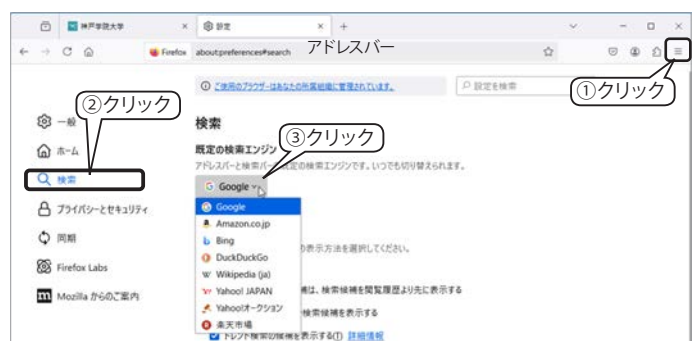 神戸学院大学 × 設定 × +
Firefox about:preferences#search アドレスバー
ご使用のブラウザーはあなたの所属組織に管理されています。 設定を検索
①クリック
②クリック
一般
ホーム
検索
プライバシーとセキュリティ
同期
Firefox Labs
Mozilla からのご案内
検索
③クリック
既定の検索エンジン
アドレスバーと検索バーの既定の検索エンジンです。いつでも切り替えられます。
Google
Google
Amazon.co.jp
Bing
DuckDuckGo
の表示方法を選択してください。
Wikipedia (ja)
Yahoo! JAPAN
補は、検索候補を閲覧履歴より先に表示する
Yahoo!オークション
検索候補を表示する
楽天市場
トレンド検索の候補を表示する(T) 詳細情報